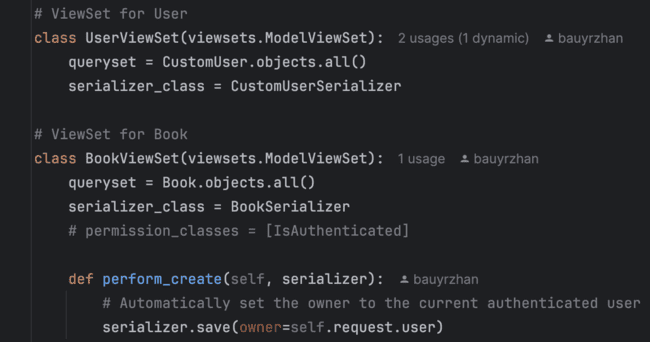 # ViewSet for User
class UserViewSet(viewsets.ModelViewSet): 2 usages (1 dynamic) bauyrzhan
queryset = CustomUser.objects.all()
serializer_class = CustomUserSerializer
# ViewSet for Book
class BookViewSet(viewsets.ModelViewSet): 1 usage bauyrzhan
queryset = Book.objects.all()
serializer_class = BookSerializer
# permission_classes = [IsAuthenticated]
def perform_create(self, serializer): bauyrzhan
# Automatically set the owner to the current authenticated user
serializer.save(owner=self.request.user)